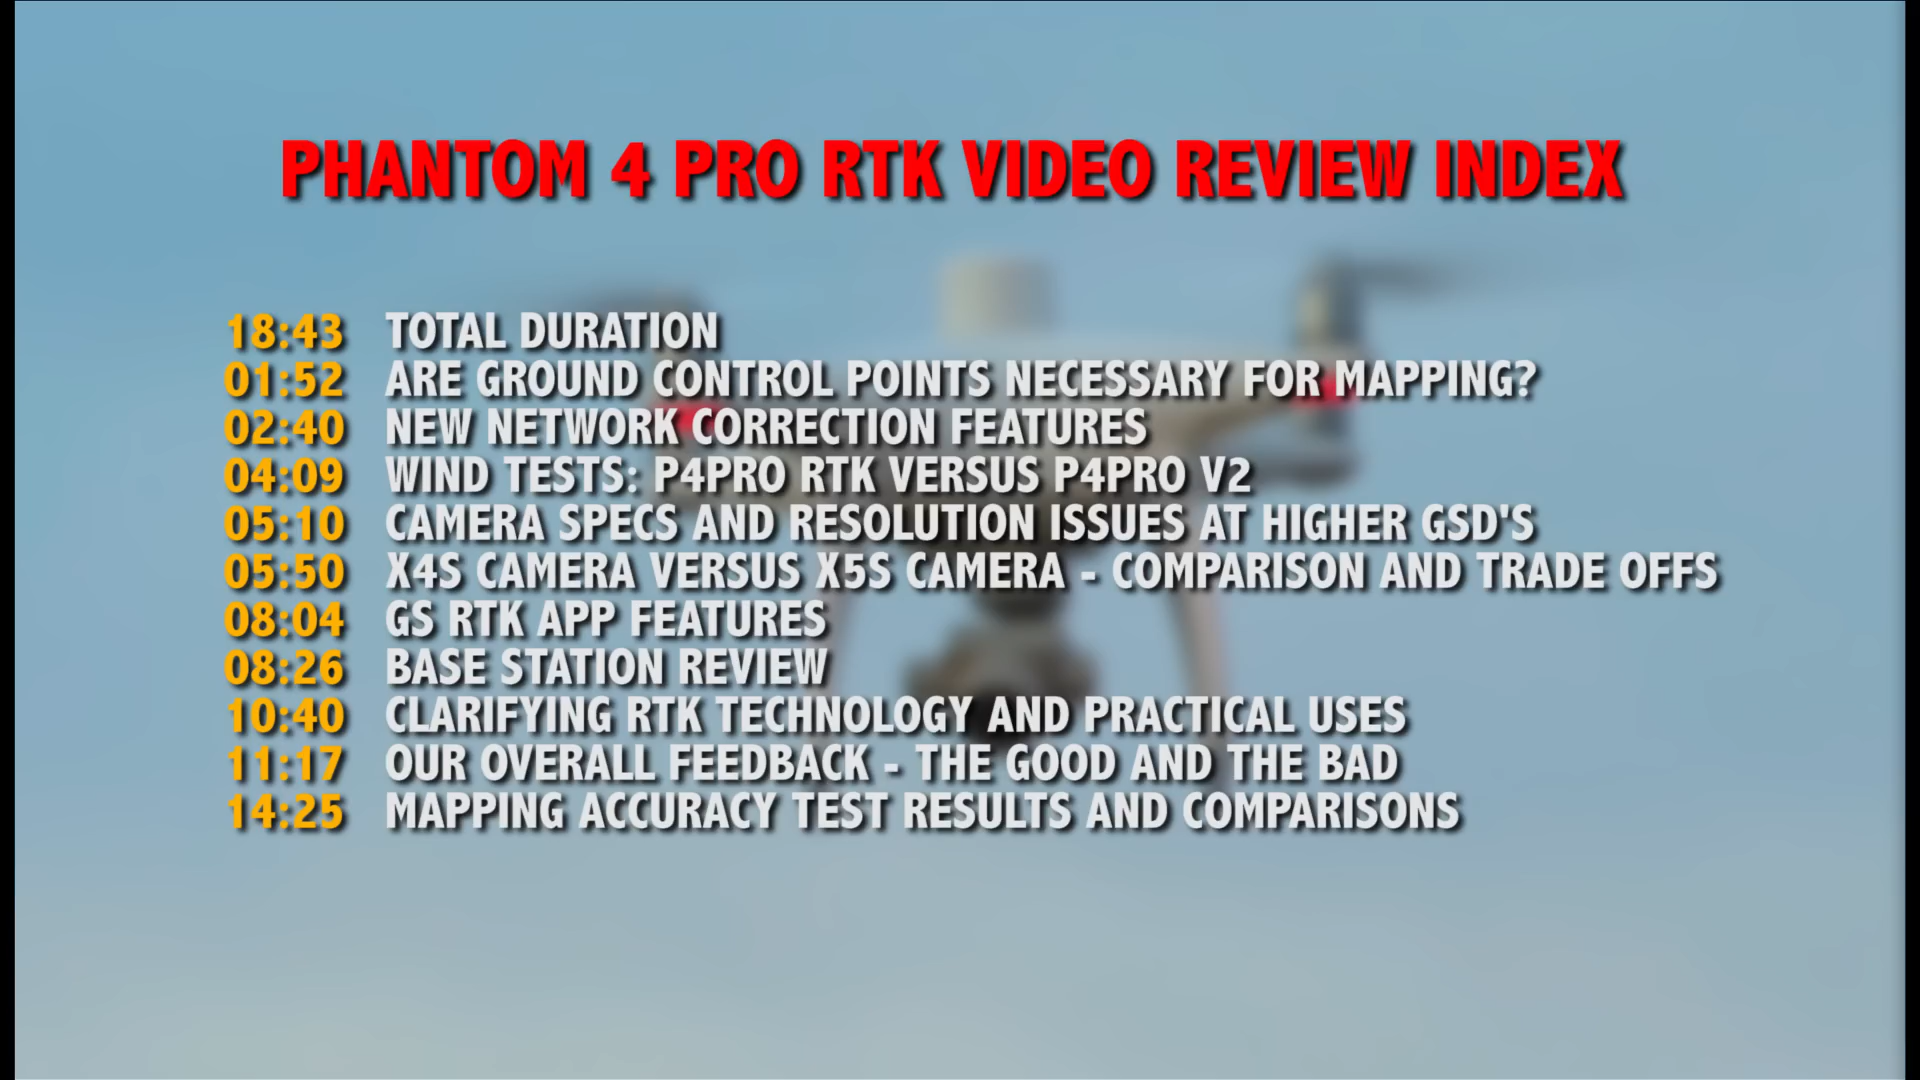 PHANTOM 4 PRO RTK VIDEO REVIEW INDEX
18:43 TOTAL DURATION
01:52 ARE GROUND CONTROL POINTS NECESSARY FOR MAPPING?
02:40 NEW NETWORK CORRECTION FEATURES
04:09 WIND TESTS: P4PRO RTK VERSUS P4PRO V2
05:10 CAMERA SPECS AND RESOLUTION ISSUES AT HIGHER GSD'S
05:50 X4S CAMERA VERSUS X5S CAMERA - COMPARISON AND TRADE OFFS
08:04 GS RTK APP FEATURES
08:26 BASE STATION REVIEW
10:40 CLARIFYING RTK TECHNOLOGY AND PRACTICAL USES
11:17 OUR OVERALL FEEDBACK - THE GOOD AND THE BAD
14:25 MAPPING ACCURACY TEST RESULTS AND COMPARISONS